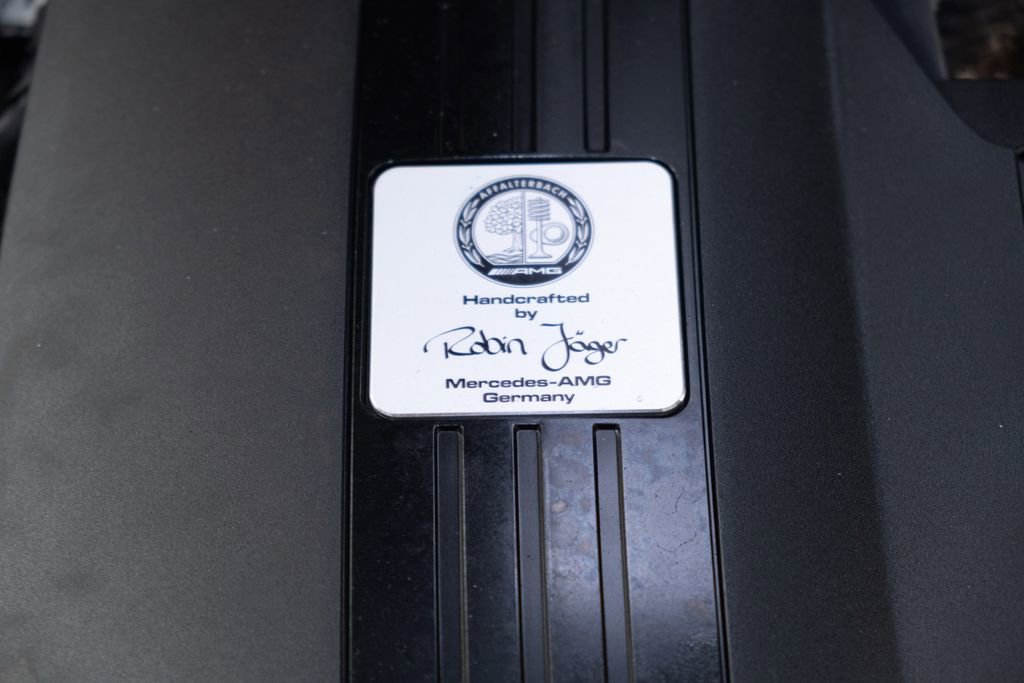 AFFALTERBACH
AMG
Handcrafted
by
Robin Jäger
Mercedes-AMG
Germany